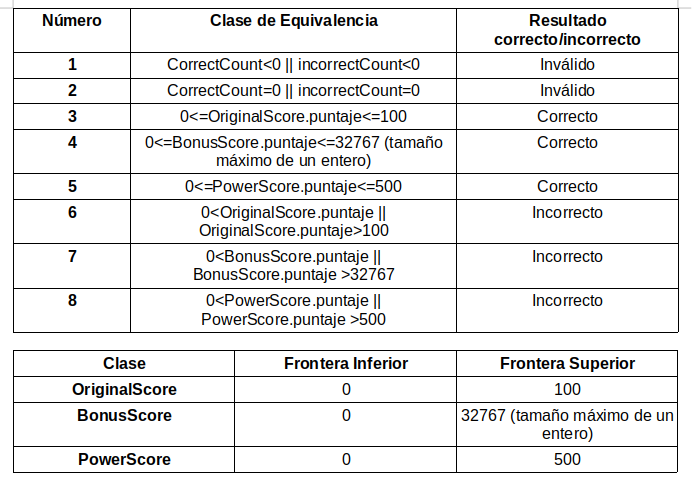 Número Clase de Equivalencia Resultado
correcto/incorrecto
1 CorrectCount<0 || incorrectCount<0 Inválido
2 CorrectCount=0 || incorrectCount=0 Inválido
3 0<=OriginalScore.puntaje<=100 Correcto
4 0<=BonusScore.puntaje<=32767 (tamaño Correcto
máximo de un entero)
5 0<=PowerScore.puntaje<=500 Correcto
6 0<OriginalScore.puntaje || Incorrecto
OriginalScore.puntaje>100
7 0<BonusScore.puntaje || Incorrecto
BonusScore.puntaje >32767
8 0<PowerScore.puntaje || Incorrecto
PowerScore.puntaje >500
Clase Frontera Inferior Frontera Superior
OriginalScore 0 100
BonusScore 0 32767 (tamaño máximo de un
entero)
PowerScore 0 500